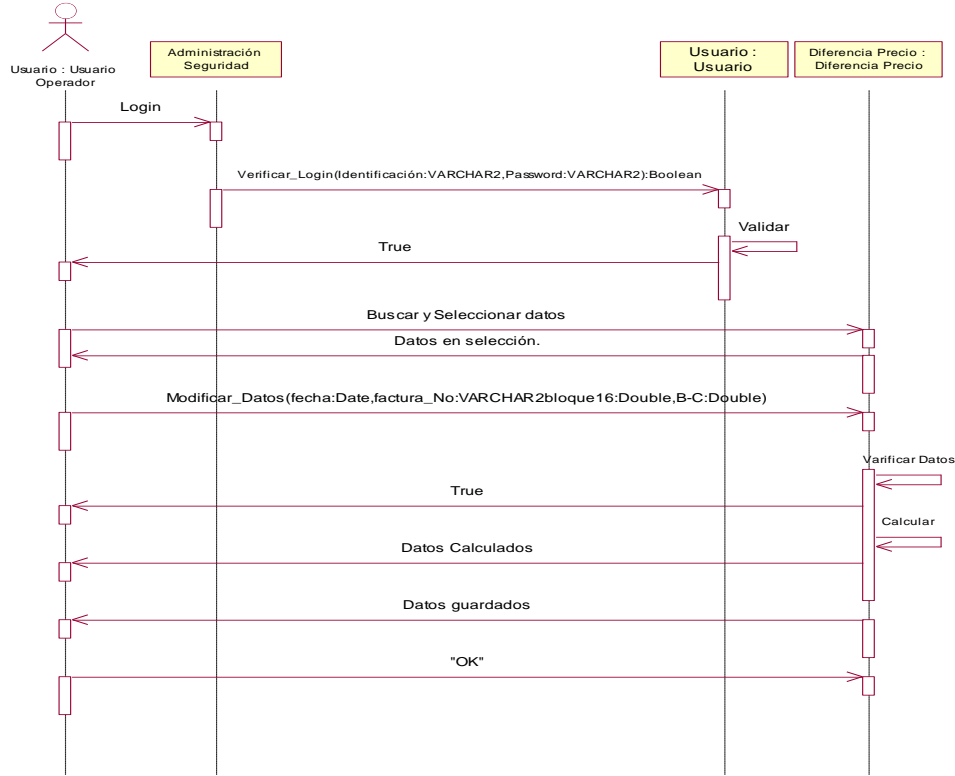 Usuario : Usuario
Operador
Administración
Seguridad
Usuario :
Usuario
Diferencia Precio :
Diferencia Precio
Login
Verificar_Login(Identificación:VARCHAR2,Password:VARCHAR2):Boolean
Validar
True
Buscar y Seleccionar datos
Datos en selección.
Modificar_Datos(fecha:Date,factura_No:VARCHAR2bloque16:Double,B-C:Double)
Varificar Datos
True
Calcular
Datos Calculados
Datos guardados
"OK"